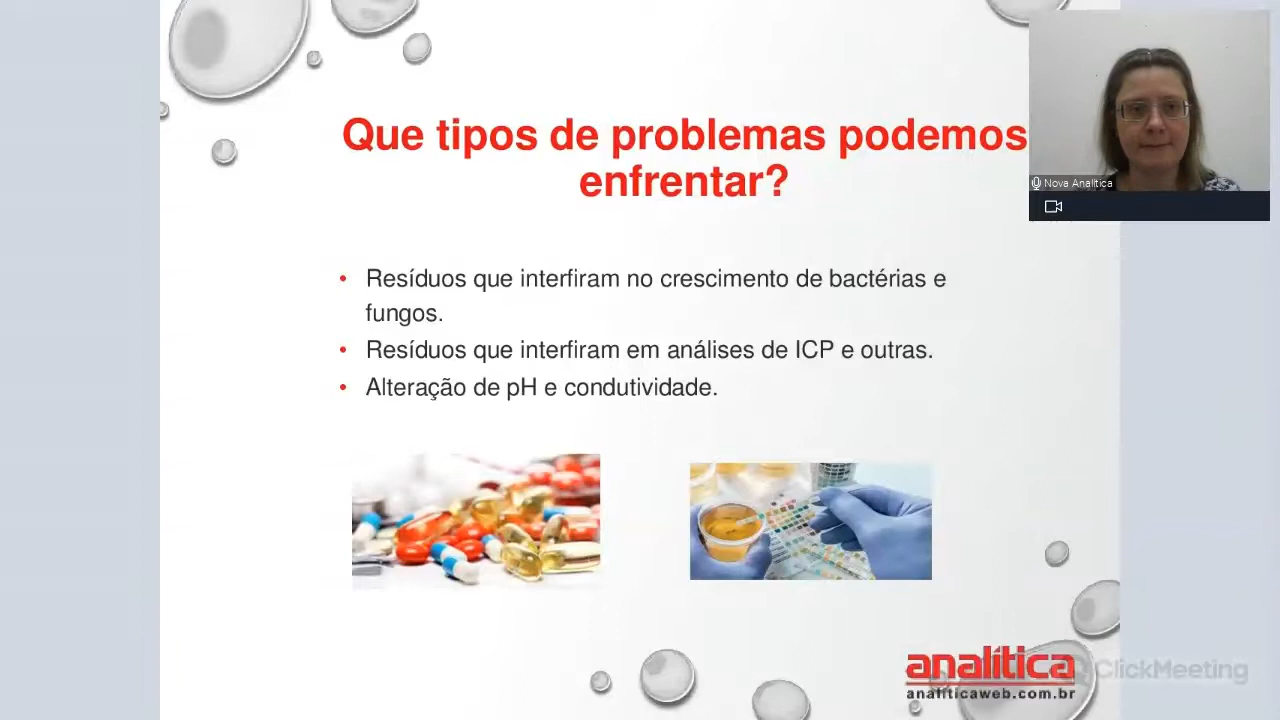 Que tipos de problemas podemos
enfrentar?
Nova Analitica
• Resíduos que interfiram no crescimento de bactérias e
fungos.
• Resíduos que interfiram em análises de ICP e outras.
• Alteração de pH e condutividade.
analítica
analiticaweb.com.br
ClickMeeting